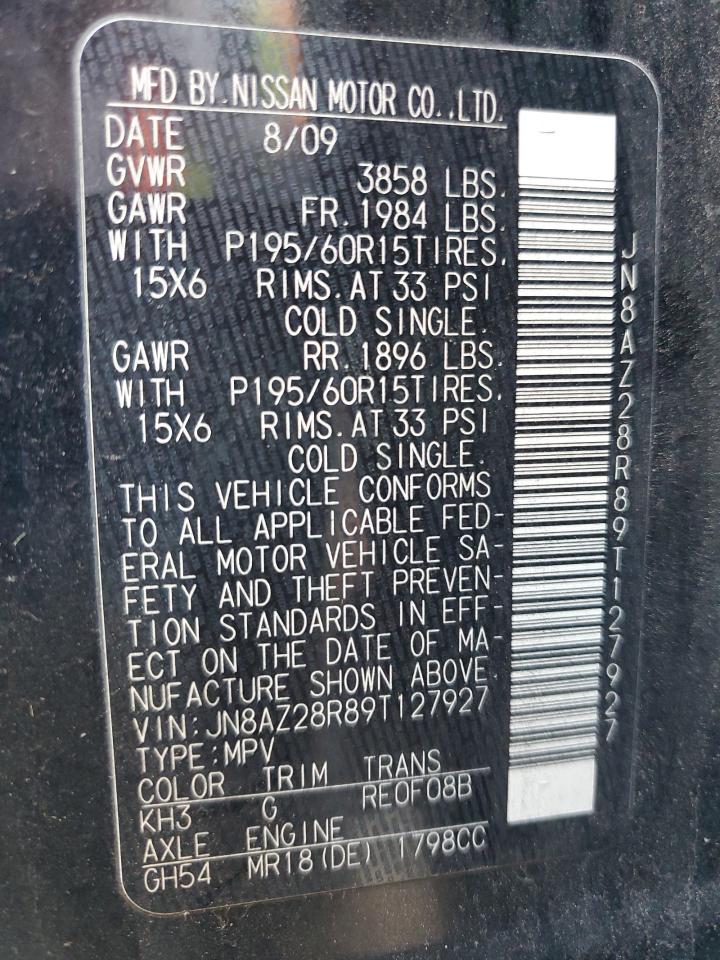 MFD BY.NISSAN MOTOR CO.,LTD.
DATE 8/09
GVWR 3858 LBS.
GAWR FR.1984 LBS.
WITH P195/60R15TIRES.
15X6 RIMS.AT 33 PSI
COLD SINGLE.
GAWR RR.1896 LBS.
WITH P195/60R15TIRES.
15X6 RIMS.AT 33 PSI
COLD SINGLE.
THIS VEHICLE CONFORMS
TO ALL APPLICABLE FED-
ERAL MOTOR VEHICLE SA-
FETY AND THEFT PREVEN-
TION STANDARDS IN EFF-
ECT ON THE DATE OF MA-
NUFACTURE SHOWN ABOVE.
VIN:JN8AZ28R89T127927
TYPE:MPV
COLOR TRIM TRANS
KH3 G RE0F08B
AXLE ENGINE
GH54 MR18(DE) 1798CC
JN8AZ28R89T127927